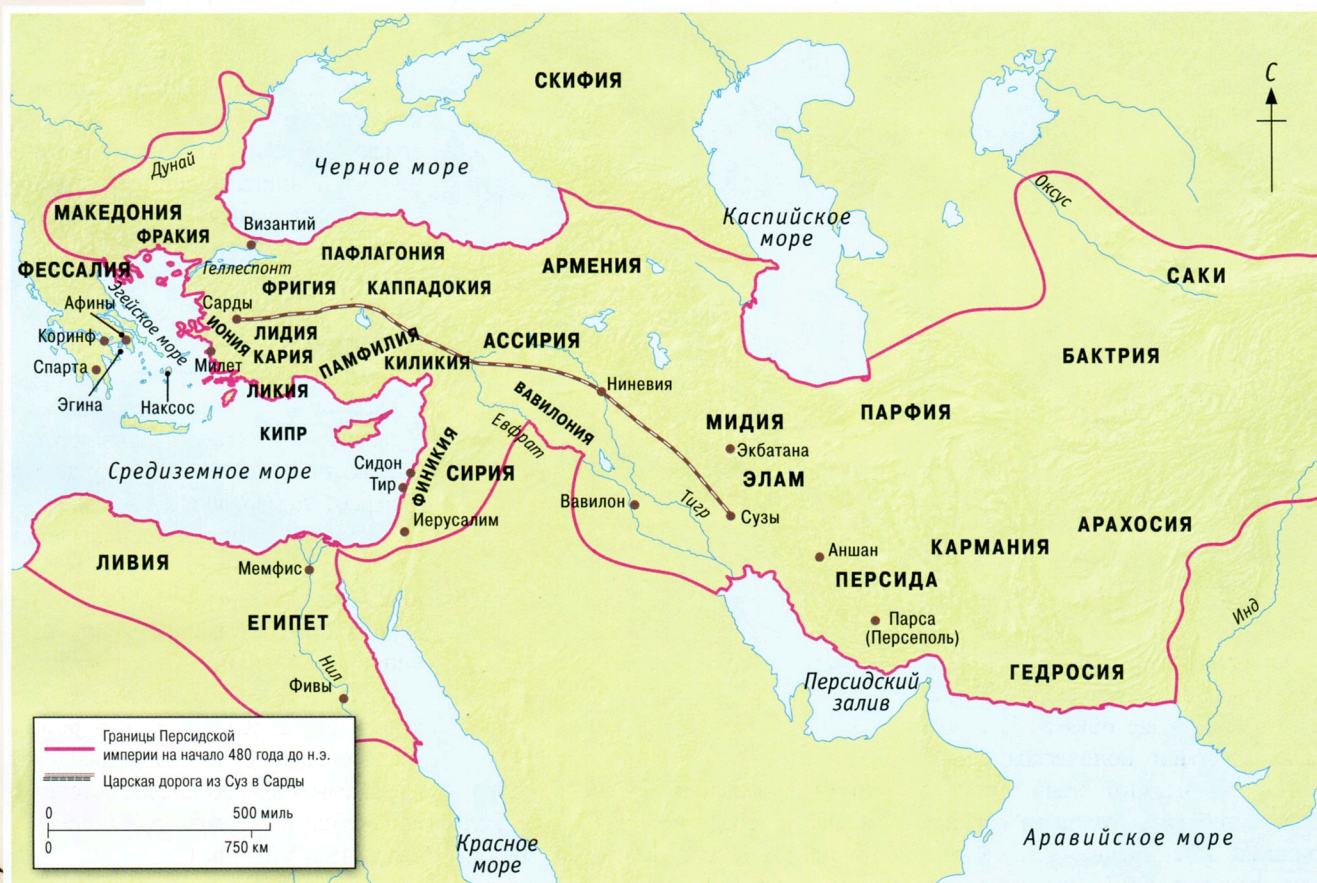 СКИФИЯ
С
Черное море
Дунай
Оксус
МАКЕДОНИЯ
ФРАКИЯ
Византий
Каспийское
море
ПАФЛАГОНИЯ
АРМЕНИЯ
ФЕССАЛИЯ
Геллеспонт
САКИ
ФРИГИЯ
КАППАДОКИЯ
Афины
Эгейское море
Сарды
ИОНИЯ
ЛИДИЯ
Коринф
КАРИЯ
ПАМФИЛИЯ
АССИРИЯ
БАКТРИЯ
Спарта
Милет
КИЛИКИЯ
Ниневия
Эгина
Наксос
ЛИКИЯ
ВАВИЛОНИЯ
МИДИЯ
ПАРФИЯ
КИПР
Евфрат
Экбатана
Средиземное море
Сидон
Тир
ФИНИКИЯ
СИРИЯ
ЭЛАМ
Вавилон
Тигр
Сузы
Иерусалим
АРАХОСИЯ
КАРМАНИЯ
ЛИВИЯ
Мемфис
Аншан
ПЕРСИДА
ЕГИПЕТ
Парса
(Персеполь)
Инд
Нил
Фивы
Персидский
залив
ГЕДРОСИЯ
Границы Персидской
империи на начало 480 года до н.э.
Царская дорога из Суз в Сарды
0 500 миль
0 750 км
Красное
море
Аравийское море